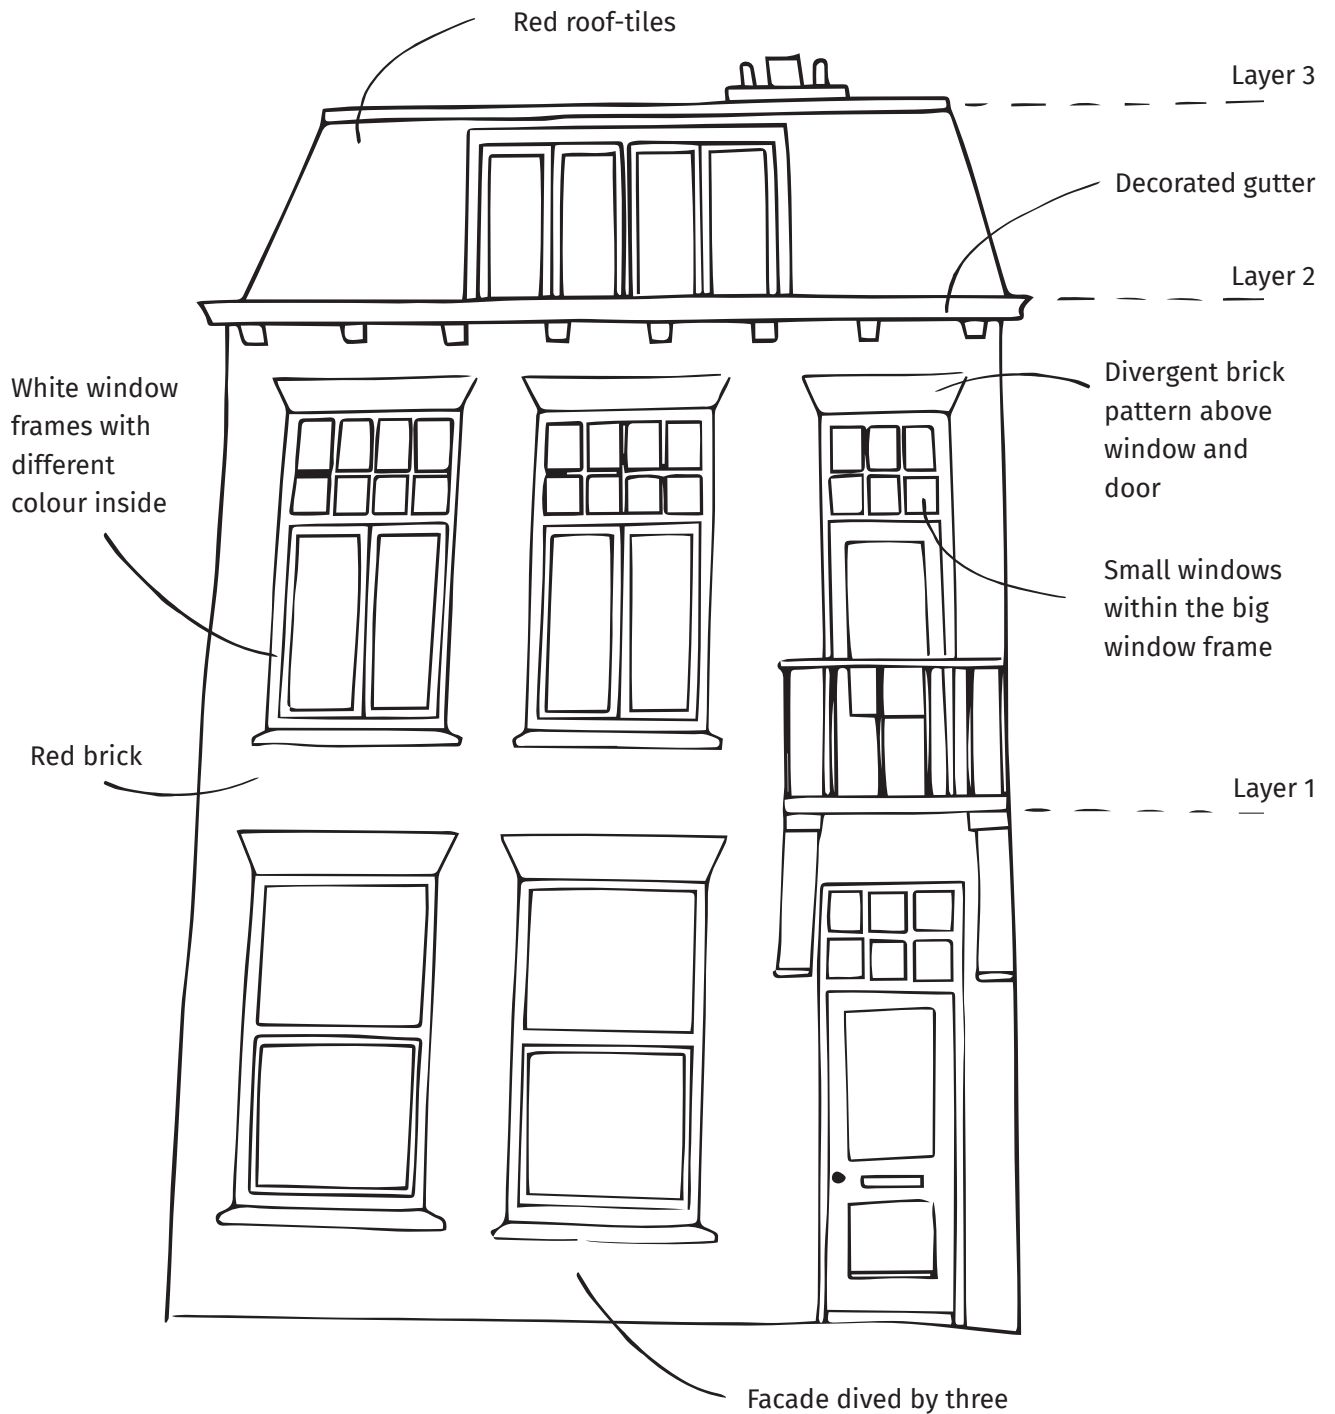 Red roof-tiles
Layer 3
Decorated gutter
Layer 2
White window
frames with
different
colour inside
Divergent brick
pattern above
window and
door
Small windows
within the big
window frame
Red brick
Layer 1
Facade dived by three